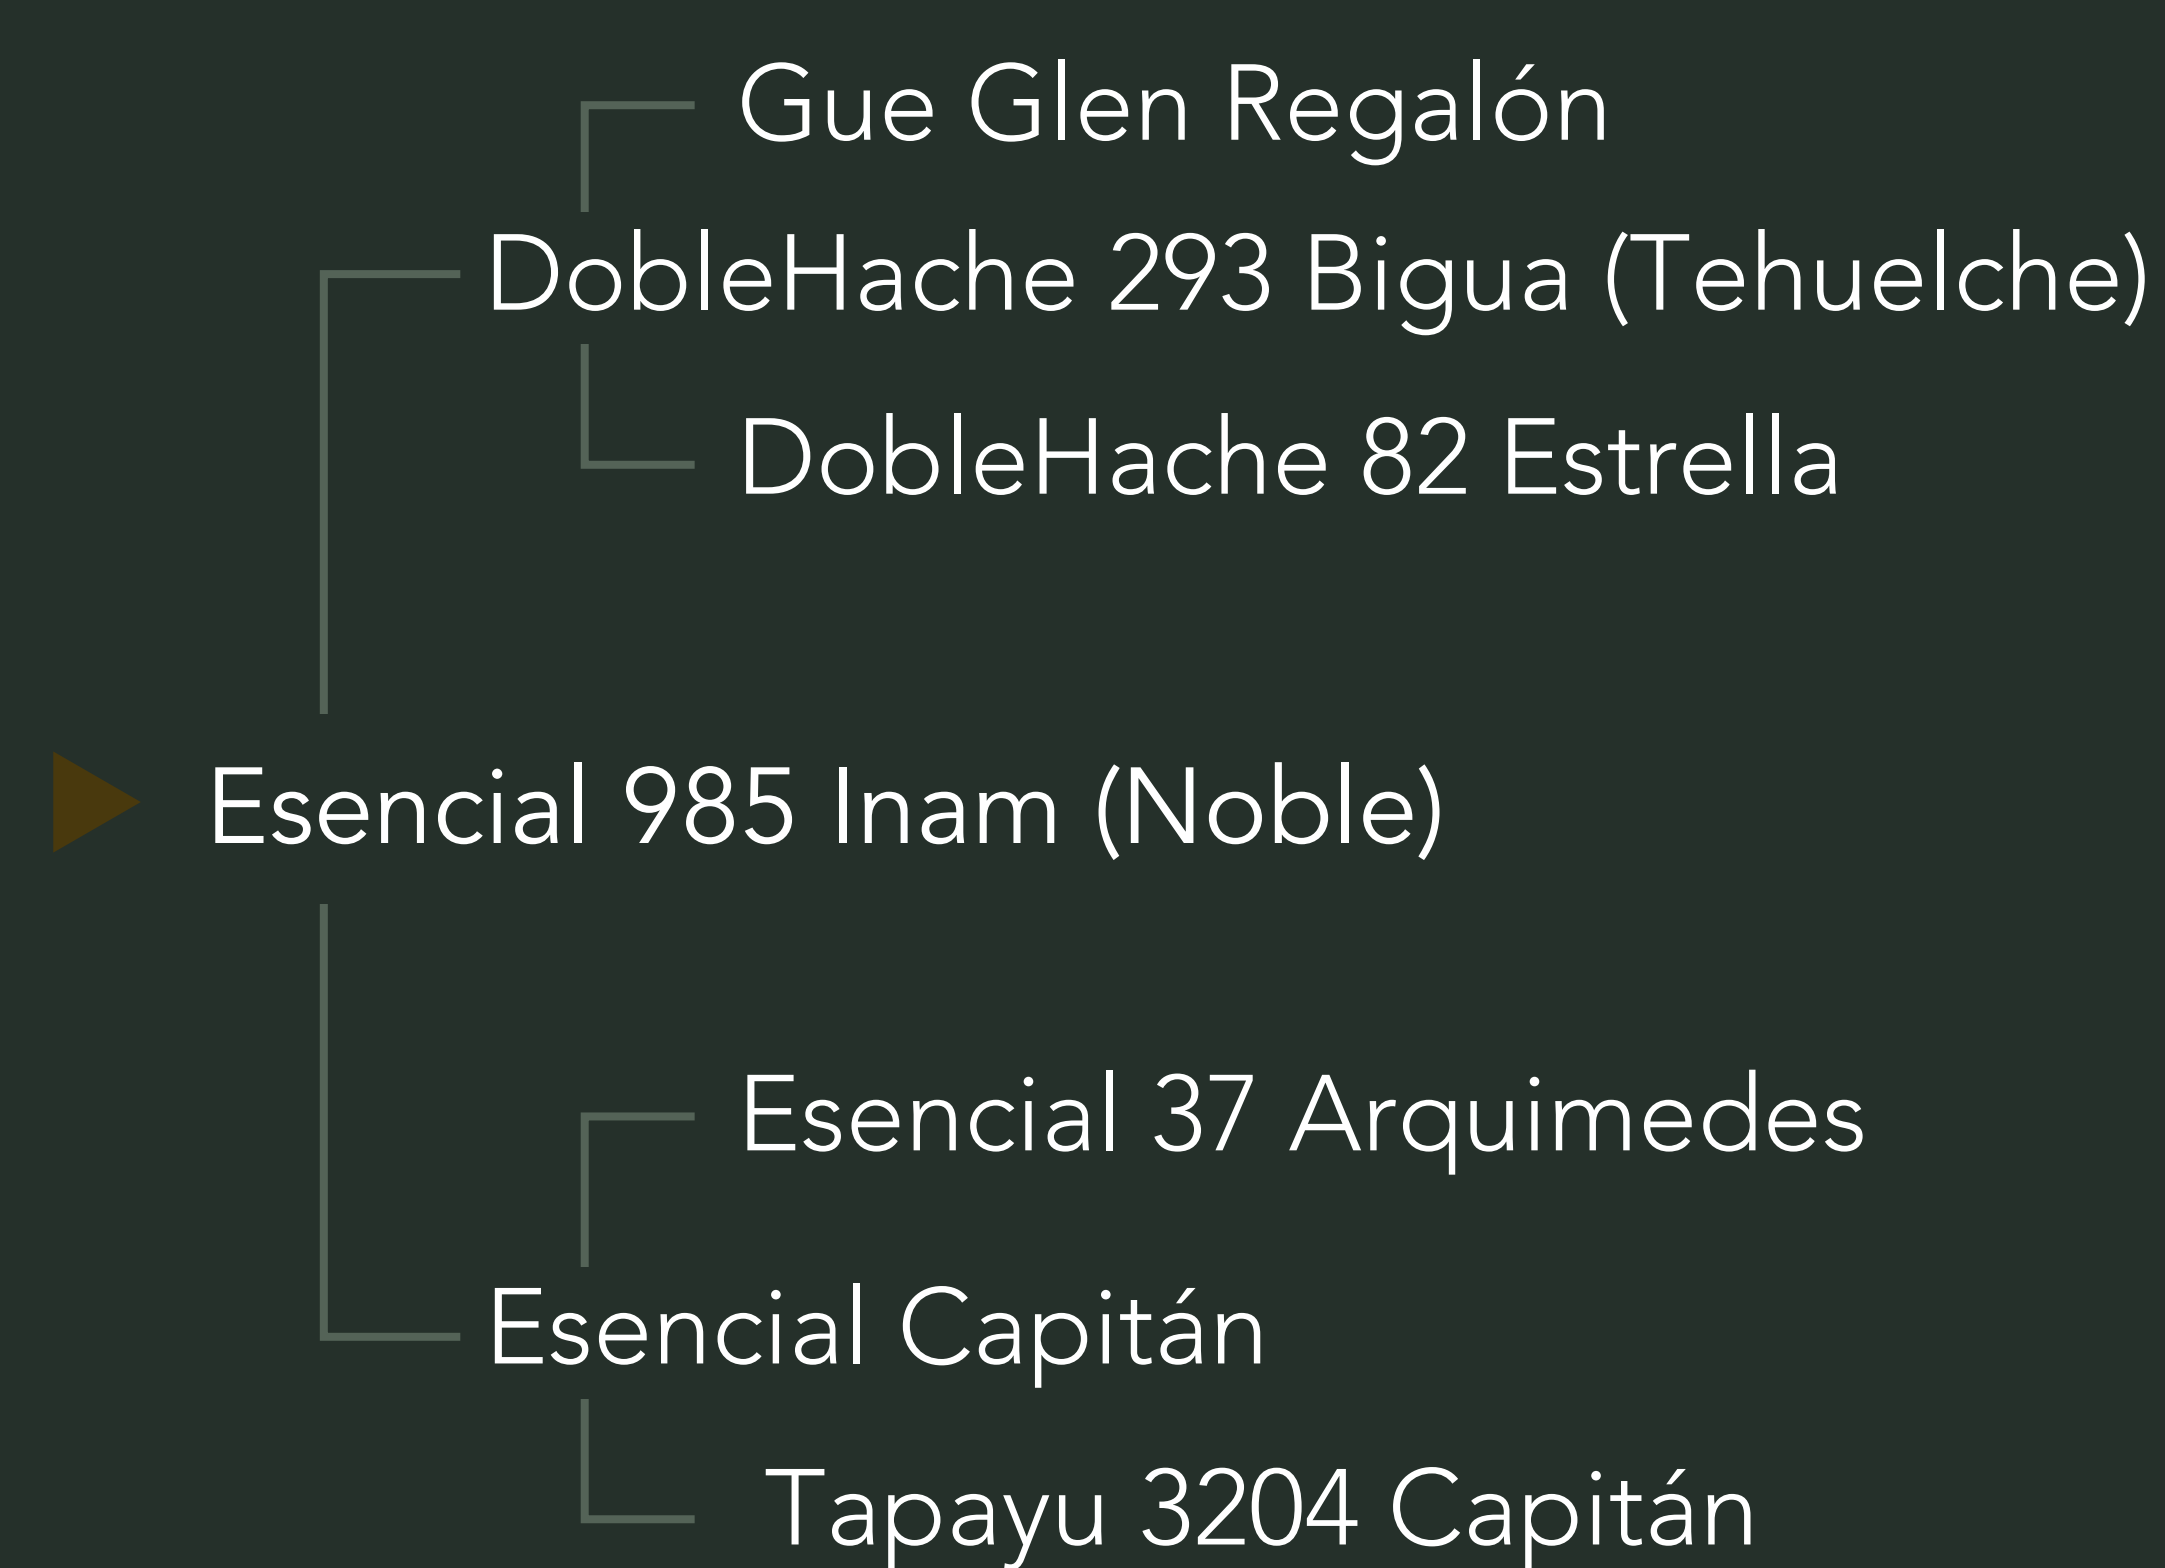 Gue Glen Regalón
DobleHache 293 Bigua (Tehuelche)
DobleHache 82 Estrella
Esencial 985 Inam (Noble)
Esencial 37 Arquimedes
Esencial Capitán
Tapayu 3204 Capitán